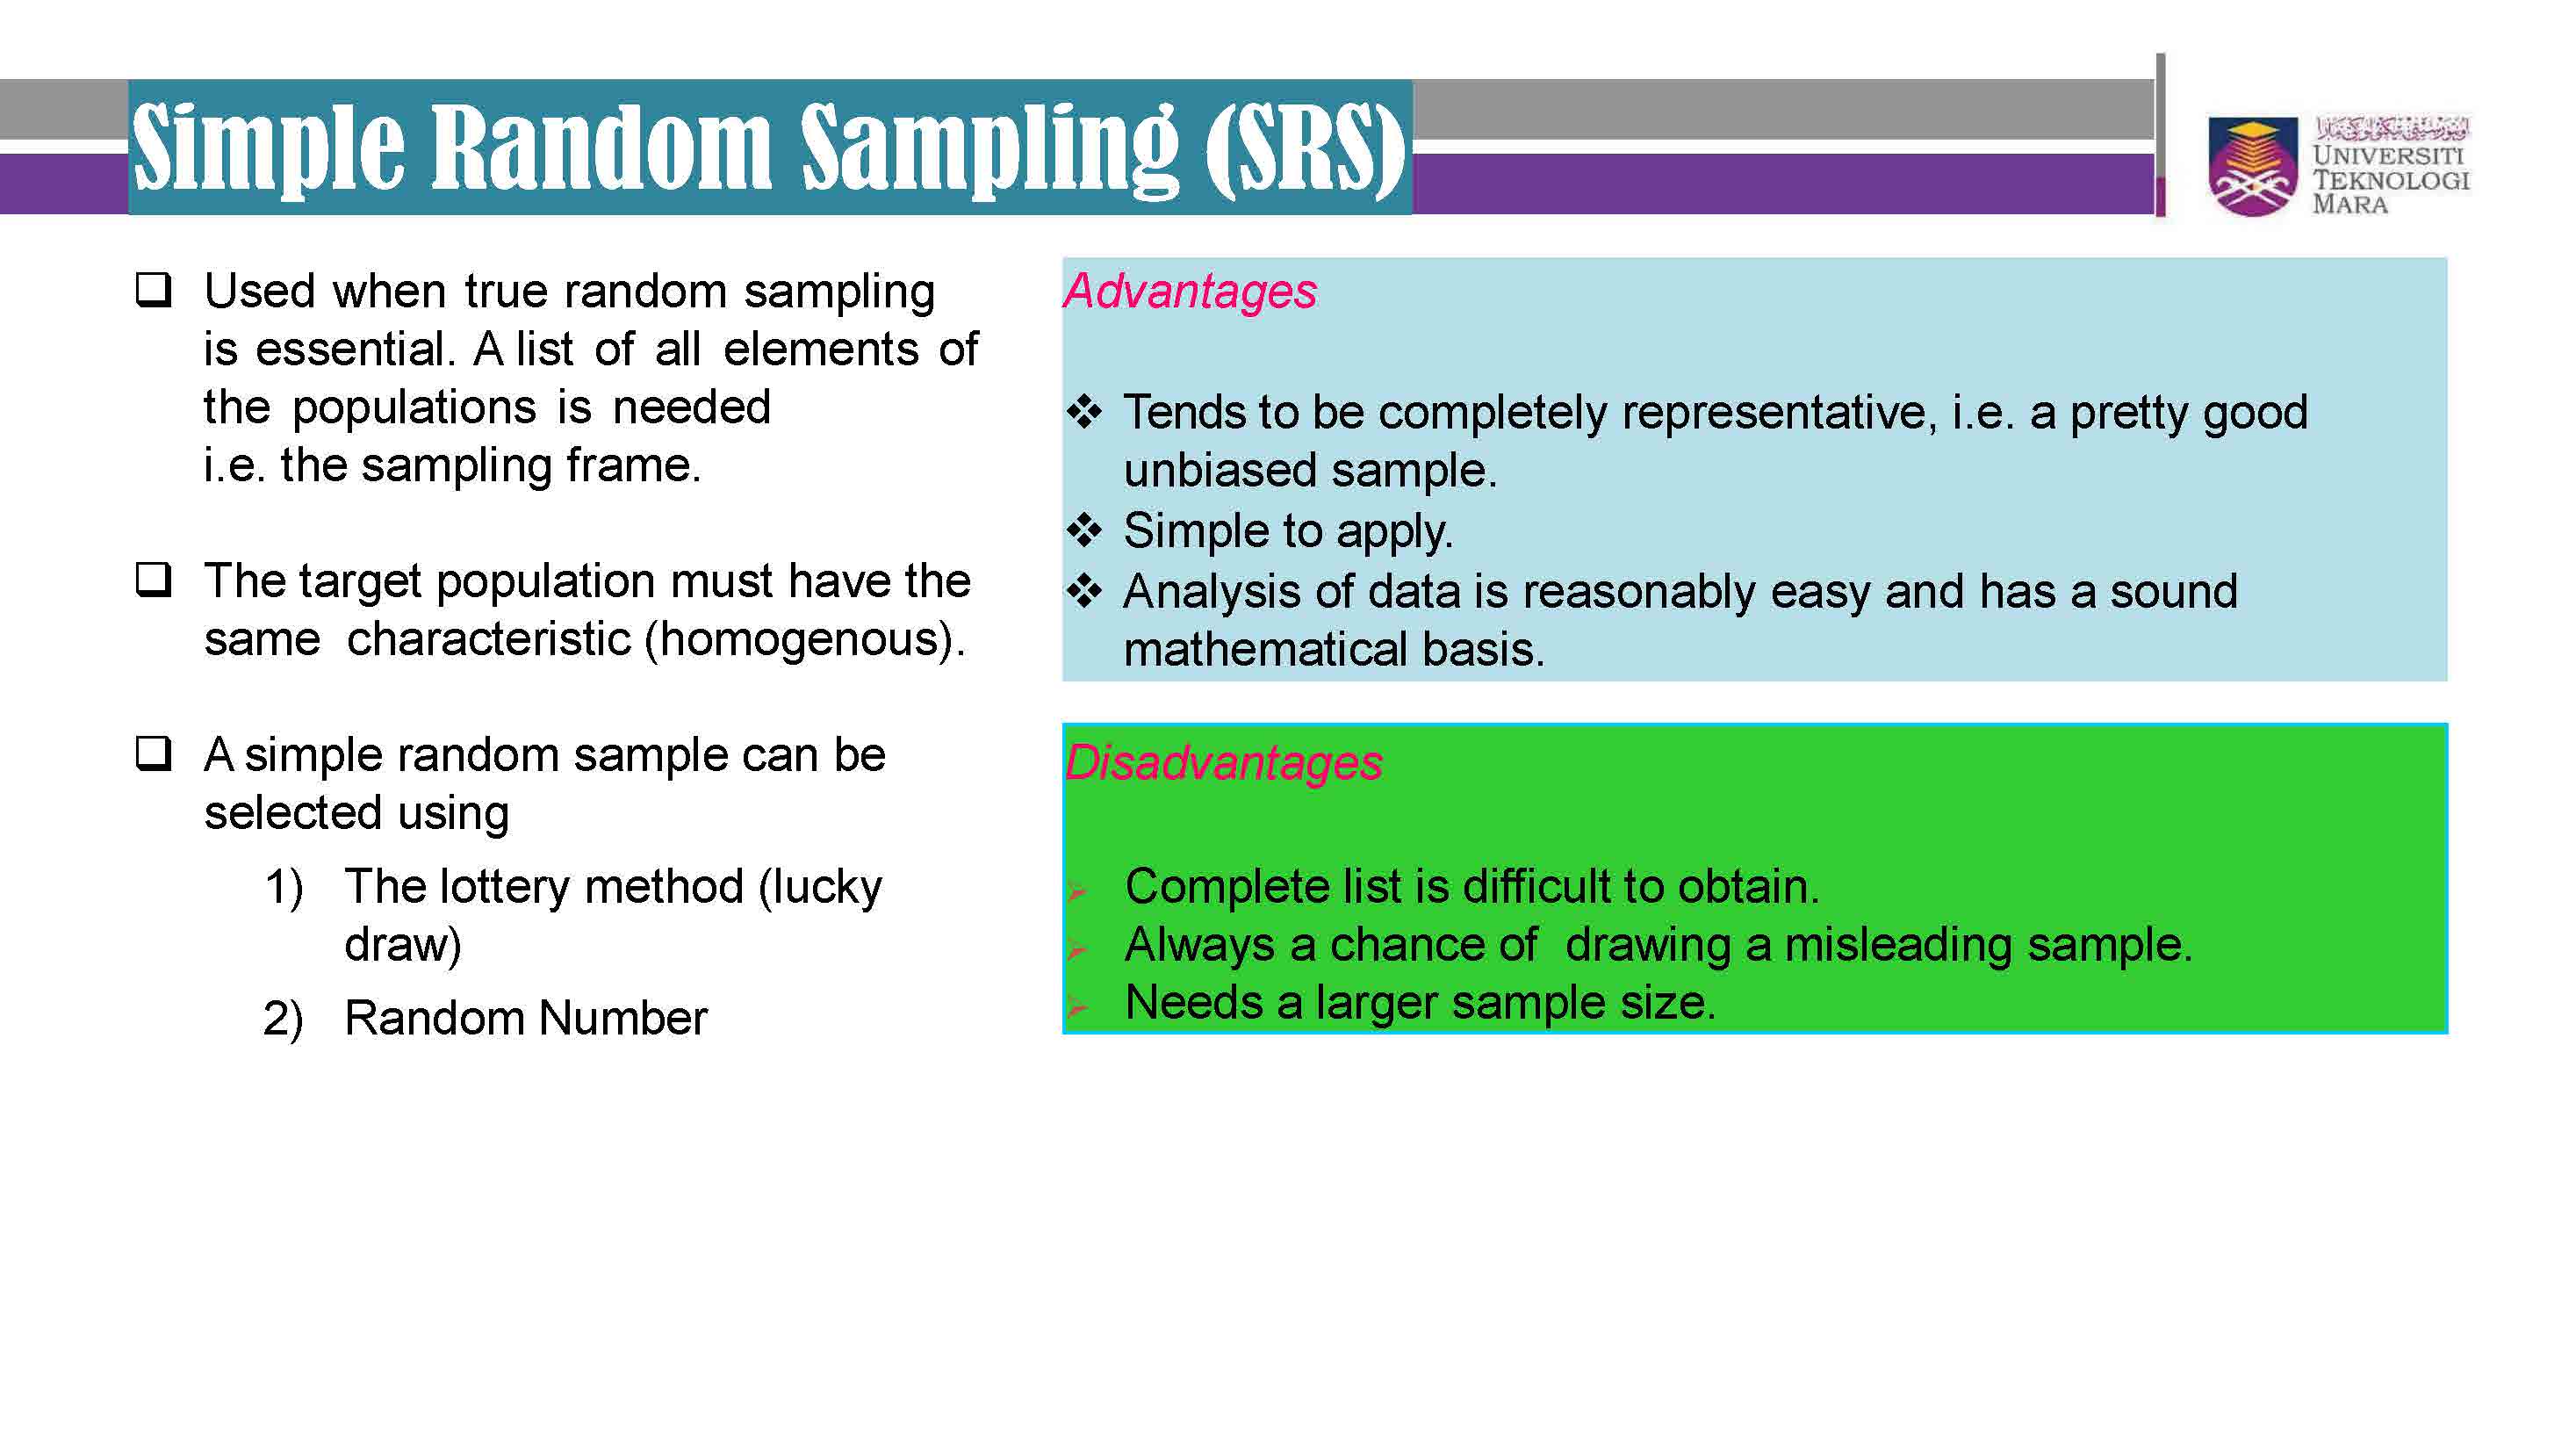 Simple Random Sampling (SRS)
UNIVERSITI
TEKNOLOGI
MARA
❑ Used when true random sampling
is essential. A list of all elements of
the populations is needed
i.e. the sampling frame.
❑ The target population must have the
same characteristic (homogenous).
❑ A simple random sample can be
selected using
1) The lottery method (lucky
draw)
2) Random Number
Advantages
❖ Tends to be completely representative, i.e. a pretty good
unbiased sample.
❖ Simple to apply.
❖ Analysis of data is reasonably easy and has a sound
mathematical basis.
Disadvantages
➢ Complete list is difficult to obtain.
➢ Always a chance of drawing a misleading sample.
➢ Needs a larger sample size.